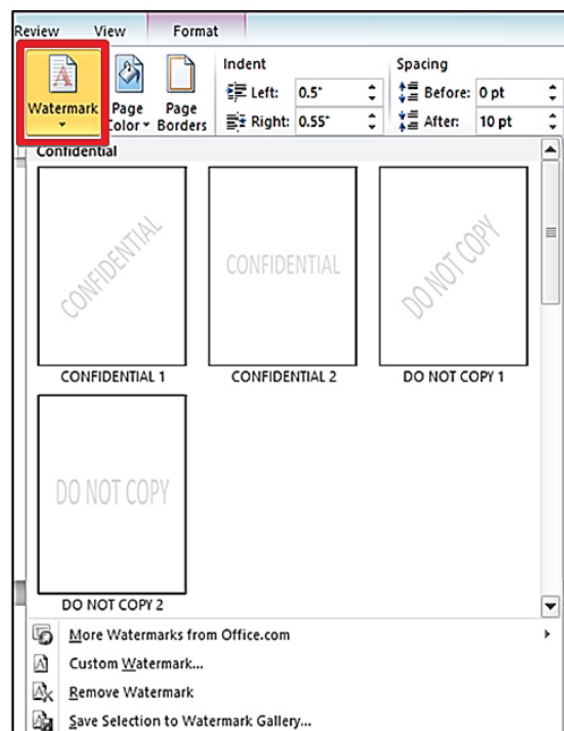 Review View Format
Indent Spacing
Watermark Page Color Page Borders
Left: 0.5" Before: 0 pt
Right: 0.55" After: 10 pt
Confidential
CONFIDENTIAL CONFIDENTIAL DO NOT COPY
CONFIDENTIAL 1 CONFIDENTIAL 2 DO NOT COPY 1
DO NOT COPY
DO NOT COPY 2
More Watermarks from Office.com
Custom Watermark...
Remove Watermark
Save Selection to Watermark Gallery...